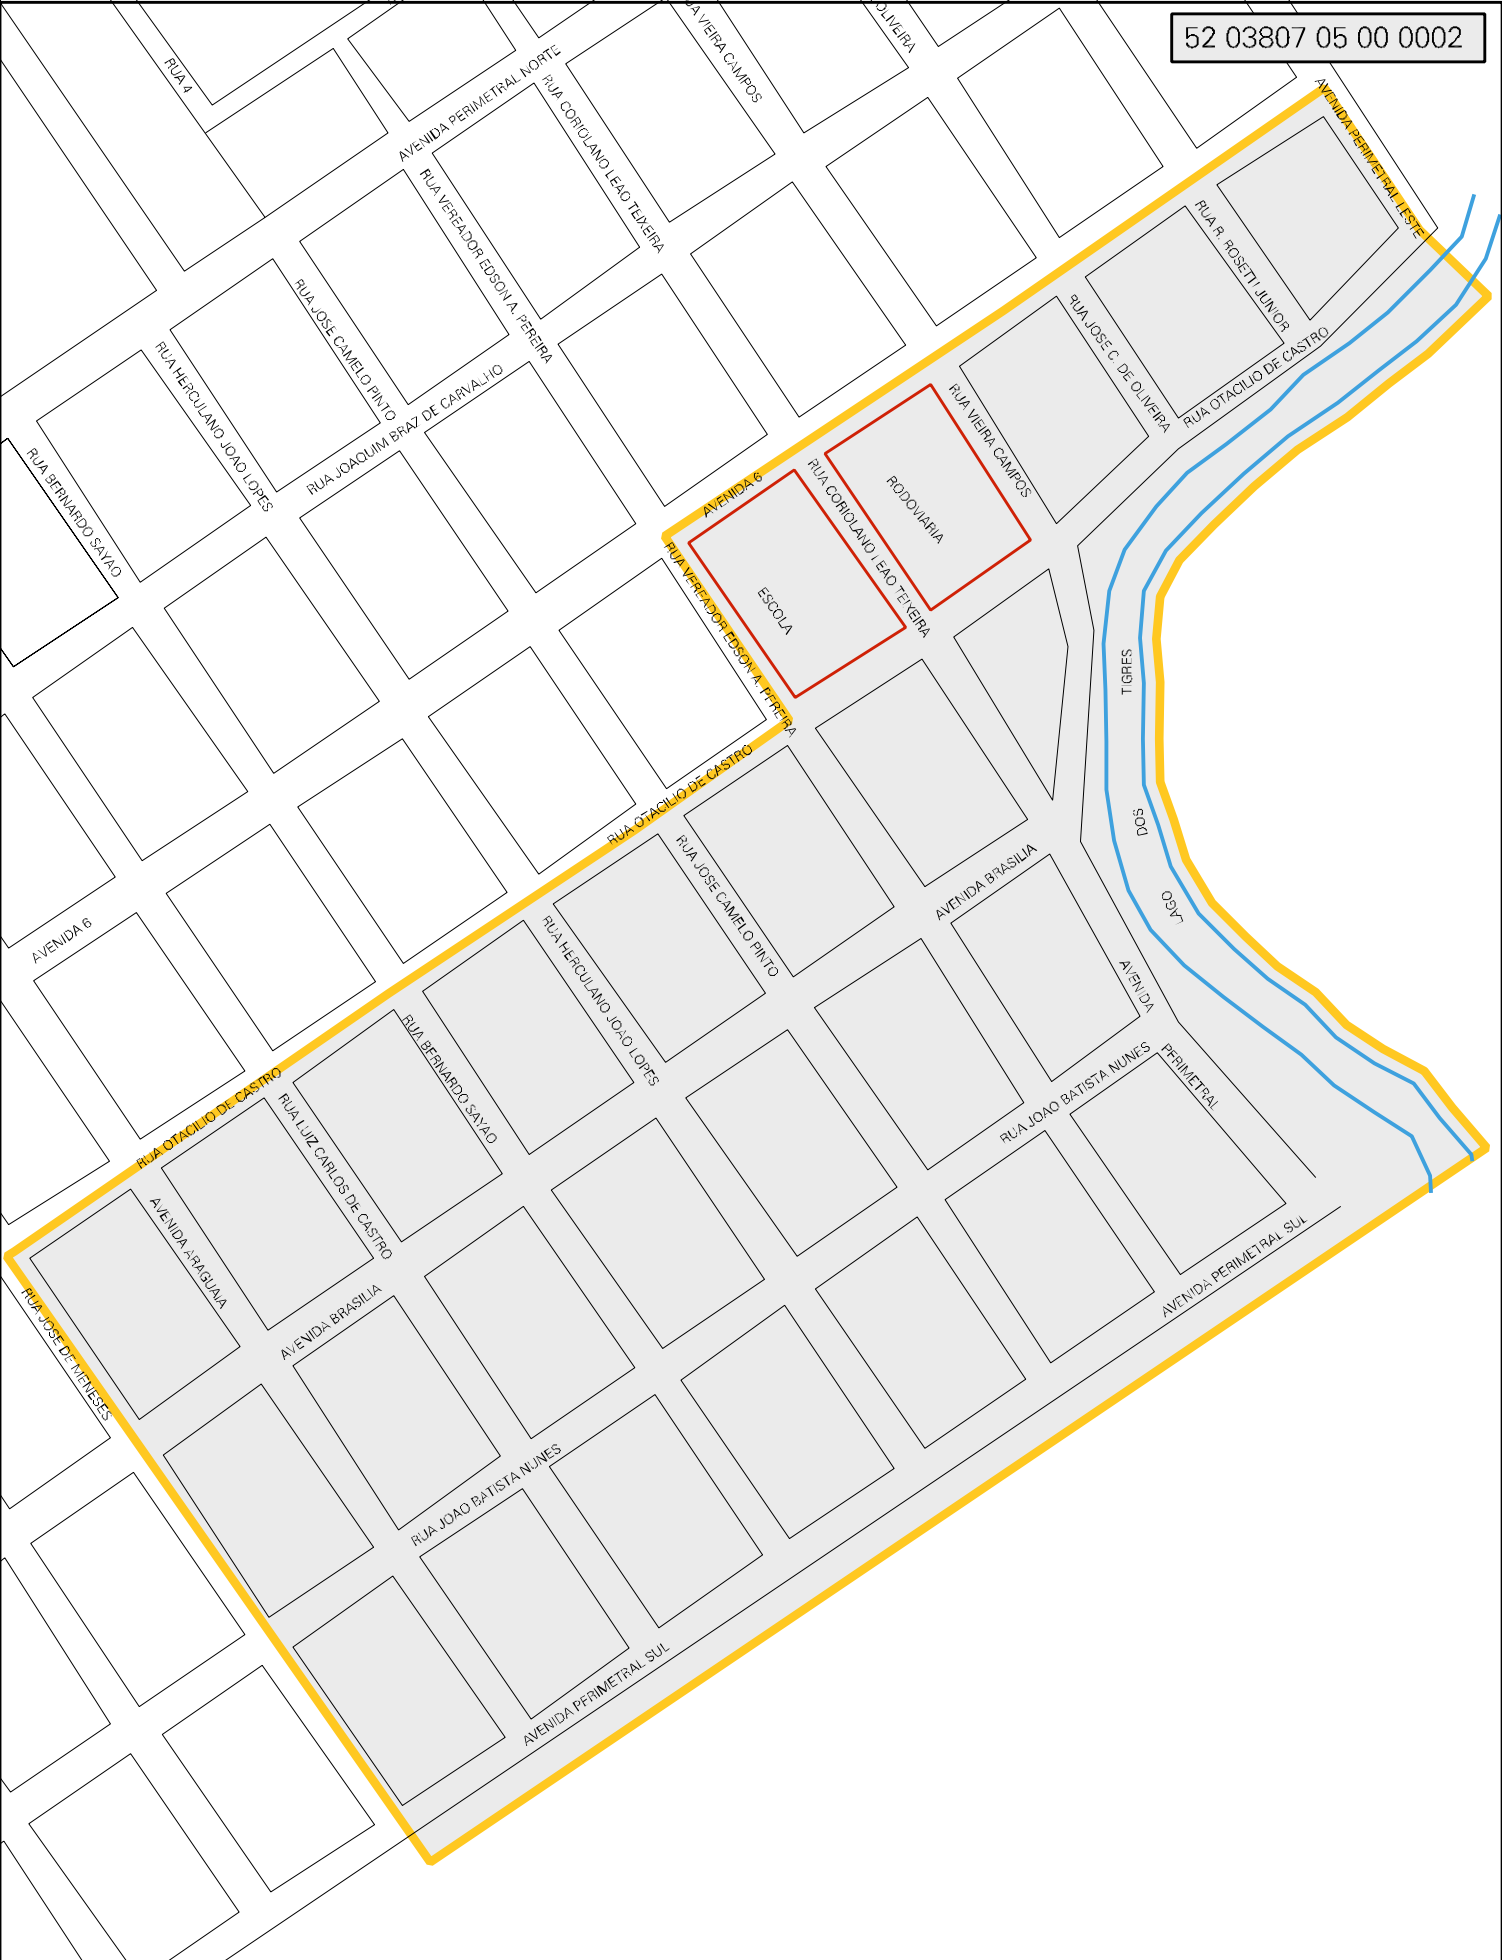 52 03807 05 00 0002
RUA 4
AVENIDA PERIMETRAL NORTE
RUA CORIOLANO LEAO TEIXEIRA
VIEIRA CAMPOS
OLIVEIRA
AVENIDA PERIMETRAL LESTE
RUA VEREADOR EDSON A. PEREIRA
RUA JOSE CAMELO PINTO
RUA HERCULANO JOAO LOPES
RUA JOAQUIM BRAZ DE CARVALHO
RUA BERNARDO SAYAO
RUA R. ROSETTI JUNIOR
RUA JOSE C. DE OLIVEIRA
RUA OTACILIO DE CASTRO
RUA VIEIRA CAMPOS
RODOVIARIA
RUA CORIOLANO LEAO TEIXEIRA
AVENIDA 6
ESCOLA
RUA VEREADOR EDSON A. PEREIRA
TIGRES
DOS
LAGO
RUA OTACILIO DE CASTRO
RUA JOSE CAMELO PINTO
AVENIDA BRASILIA
AVENIDA 6
RUA HERCULANO JOAO LOPES
AVENIDA
PERIMETRAL
RUA BERNARDO SAYAO
RUA JOAO BATISTA NUNES
RUA OTACILIO DE CASTRO
RUA LUIZ CARLOS DE CASTRO
AVENIDA ARAGUAIA
AVENIDA BRASILIA
AVENIDA PERIMETRAL SUL
RUA JOSE DE MENESES
RUA JOAO BATISTA NUNES
AVENIDA PERIMETRAL SUL